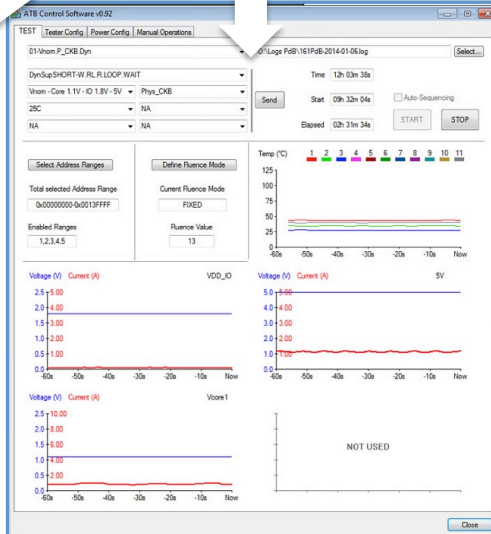 ATB Control Software v0.92
TEST Tester Config Power Config Manual Operations
01-Vnom.P_CKB.Dyn
D:\Logs PdB\161PdB-2014-01-06.log Select...
DynSupSHORT-W.RL.R.LOOP.WAIT
Vnom - Core 1.1V - IO 1.8V - 5V Phys_CKB
25C NA
NA NA
Send
Time 12h 03m 38s
Start 09h 32m 04s
Elapsed 02h 31m 34s
Auto-Sequencing
START STOP
Select Address Ranges Define Fluence Mode
Total selected Address Range Current Fluence Mode
0x00000000-0x0013FFFF FIXED
Enabled Ranges Fluence Value
1,2,3,4,5 13
Temp (°C) 1 2 3 4 5 6 7 8 9 10 11
125
100
75
50
25
0
-60s -50s -40s -30s -20s -10s Now
Voltage (V) Current (A) VDD_IO
2.5 5.00
2.0 4.00
1.5 3.00
1.0 2.00
0.5 1.00
0.0
-60s -50s -40s -30s -20s -10s Now
Voltage (V) Current (A) 5V
5.0 5.00
4.0 4.00
3.0 3.00
2.0 2.00
1.0 1.00
0.0
-60s -50s -40s -30s -20s -10s Now
Voltage (V) Current (A) Vcore1
2.5 10.00
2.0 8.00
1.5 6.00
1.0 4.00
0.5 2.00
0.0
-60s -50s -40s -30s -20s -10s Now
NOT USED
Close